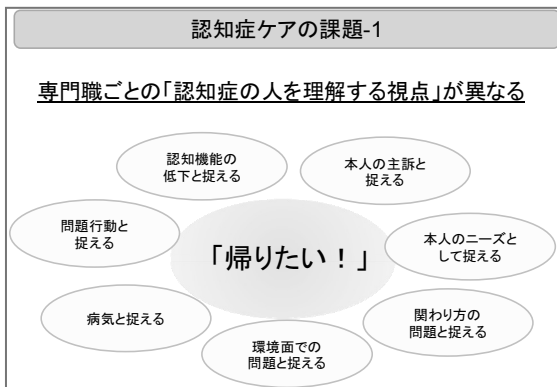 認知症ケアの課題-1
専門職ごとの「認知症の人を理解する視点」が異なる
認知機能の
低下と捉える
本人の主訴と
捉える
問題行動と
捉える
「帰りたい！」
本人のニーズと
して捉える
病気と捉える
関わり方の
問題と捉える
環境面での
問題と捉える